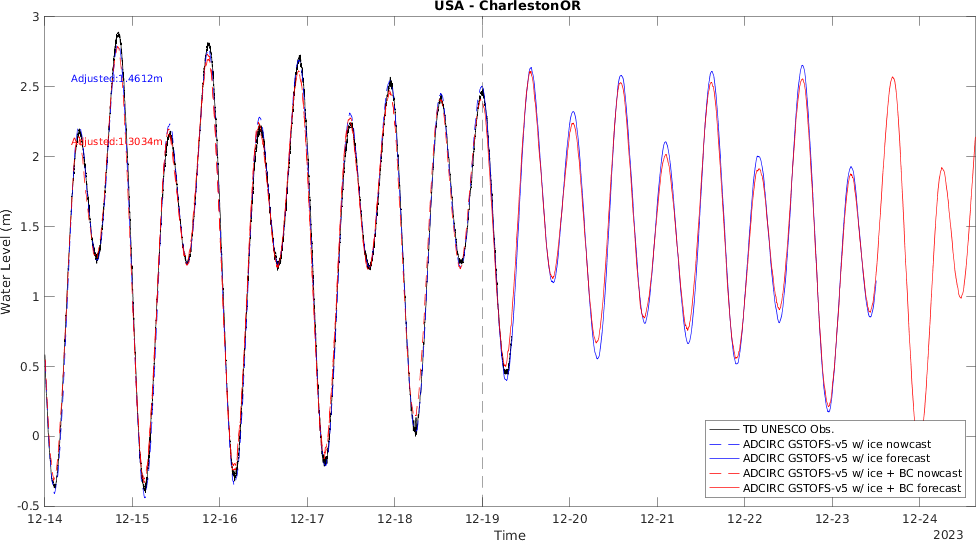 USA - CharlestonOR
Water Level (m)
3
2.5
2
1.5
1
0.5
0
-0.5
Adjusted:1.4612m
Adjusted:1.3034m
TD UNESCO Obs.
ADCIRC GSTOFS-v5 w/ ice nowcast
ADCIRC GSTOFS-v5 w/ ice forecast
ADCIRC GSTOFS-v5 w/ ice + BC nowcast
ADCIRC GSTOFS-v5 w/ ice + BC forecast
12-14 12-15 12-16 12-17 12-18 12-19 12-20 12-21 12-22 12-23 12-24
Time
2023